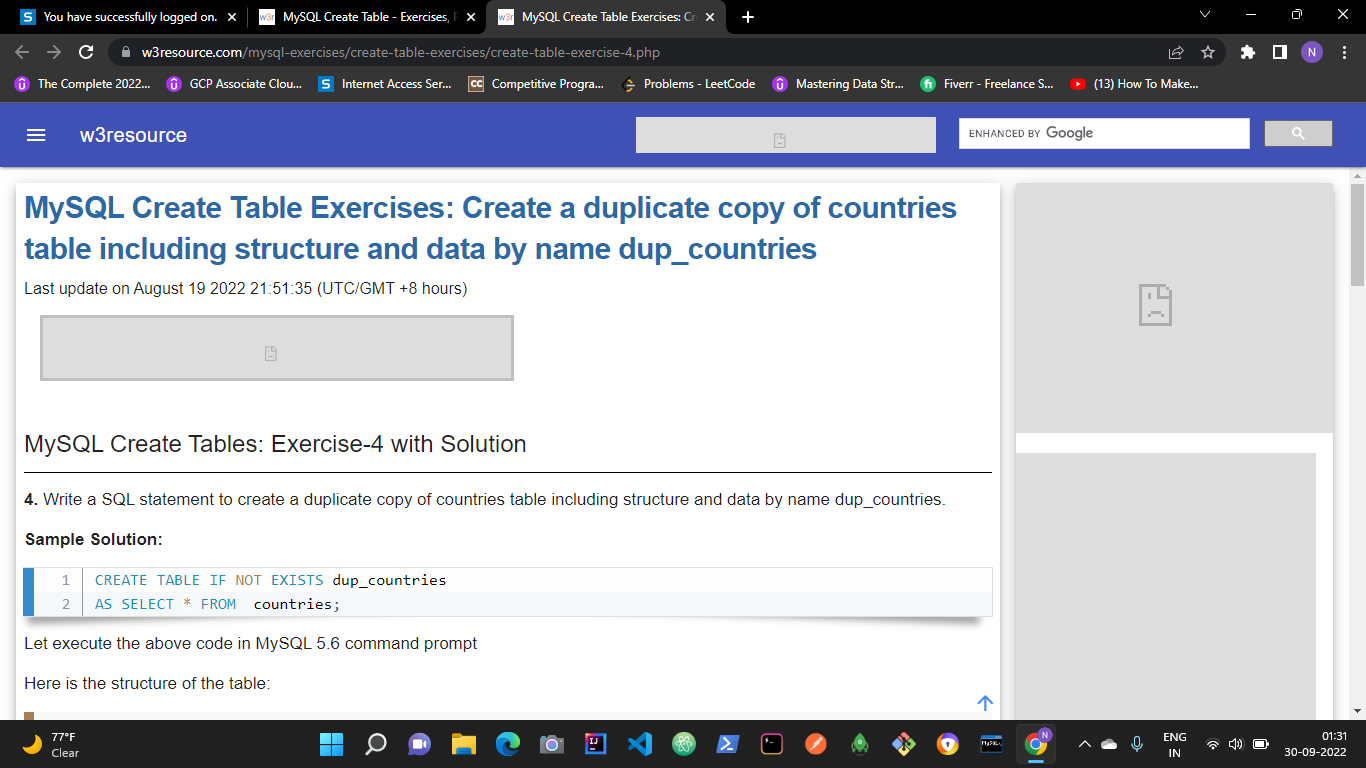 You have successfully logged on.
MySQL Create Table - Exercises, P
MySQL Create Table Exercises: Cr
w3resource.com/mysql-exercises/create-table-exercises/create-table-exercise-4.php
N
The Complete 2022...
GCP Associate Clou...
Internet Access Ser...
Competitive Progra...
Problems - LeetCode
Mastering Data Str...
Fiverr - Freelance S...
(13) How To Make...
w3resource
ENHANCED BY Google
MySQL Create Table Exercises: Create a duplicate copy of countries
table including structure and data by name dup_countries
Last update on August 19 2022 21:51:35 (UTC/GMT +8 hours)
MySQL Create Tables: Exercise-4 with Solution
4. Write a SQL statement to create a duplicate copy of countries table including structure and data by name dup_countries.
Sample Solution:
1 CREATE TABLE IF NOT EXISTS dup_countries
2 AS SELECT * FROM  countries;
Let execute the above code in MySQL 5.6 command prompt
Here is the structure of the table:
77°F
Clear
ENG
IN
01:31
30-09-2022